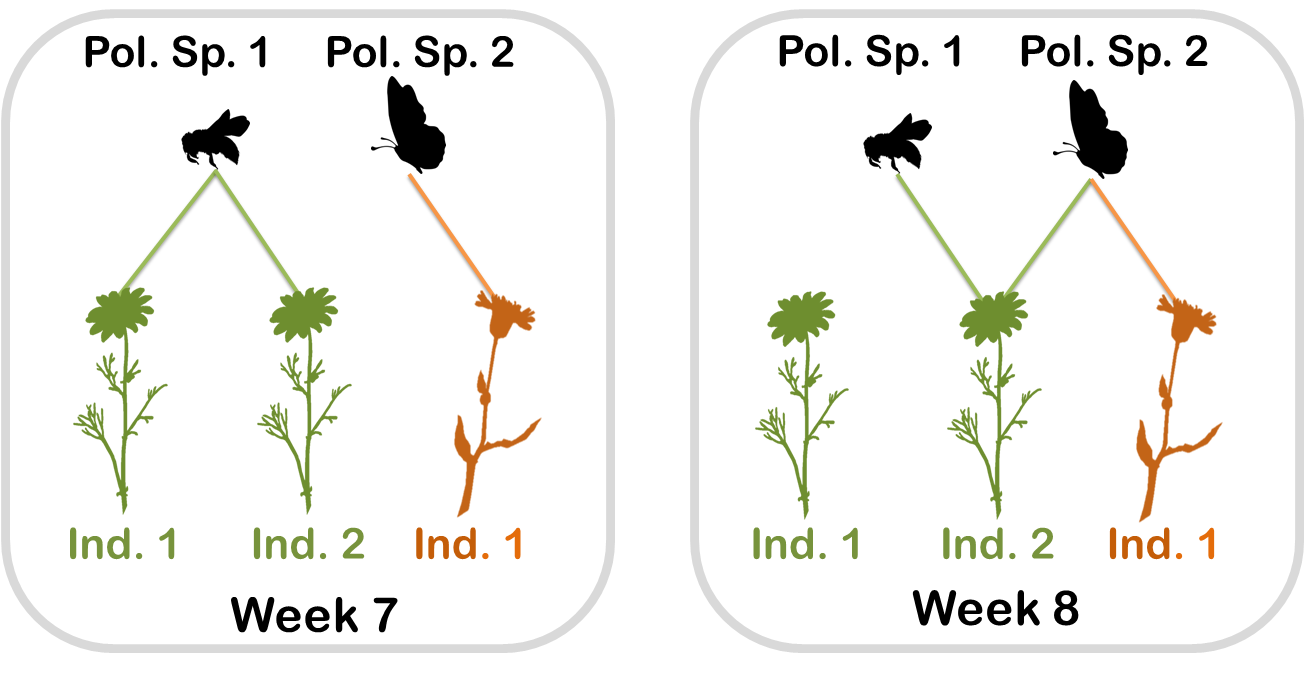 Pol. Sp. 1 Pol. Sp. 2
Ind. 1 Ind. 2 Ind. 1
Week 7
Pol. Sp. 1 Pol. Sp. 2
Ind. 1 Ind. 2 Ind. 1
Week 8